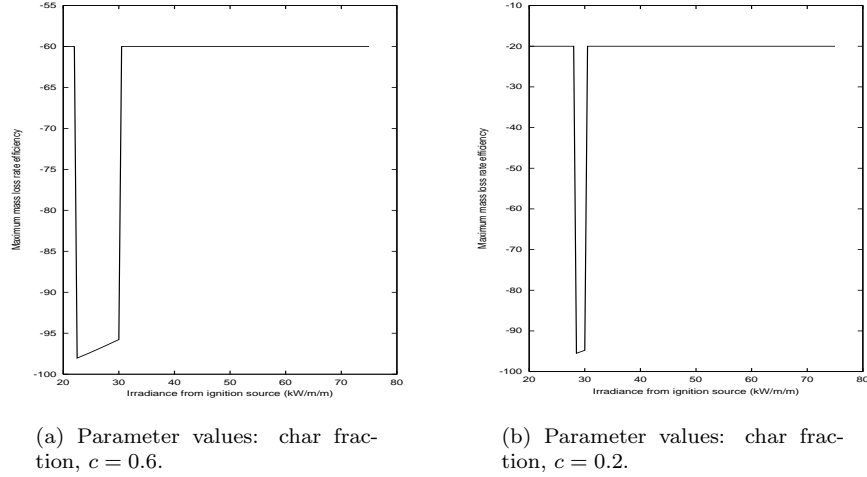 -55
-60
-65
-70
-75
-80
-85
-90
-95
-100
20 30 40 50 60 70 80
Maximum mass loss rate efficiency
Irradiance from ignition source (kW/m/m)
(a) Parameter values: char frac-
tion, c = 0.6.
-10
-20
-30
-40
-50
-60
-70
-80
-90
-100
20 30 40 50 60 70 80
Maximum mass loss rate efficiency
Irradiance from ignition source (kW/m/m)
(b) Parameter values: char frac-
tion, c = 0.2.